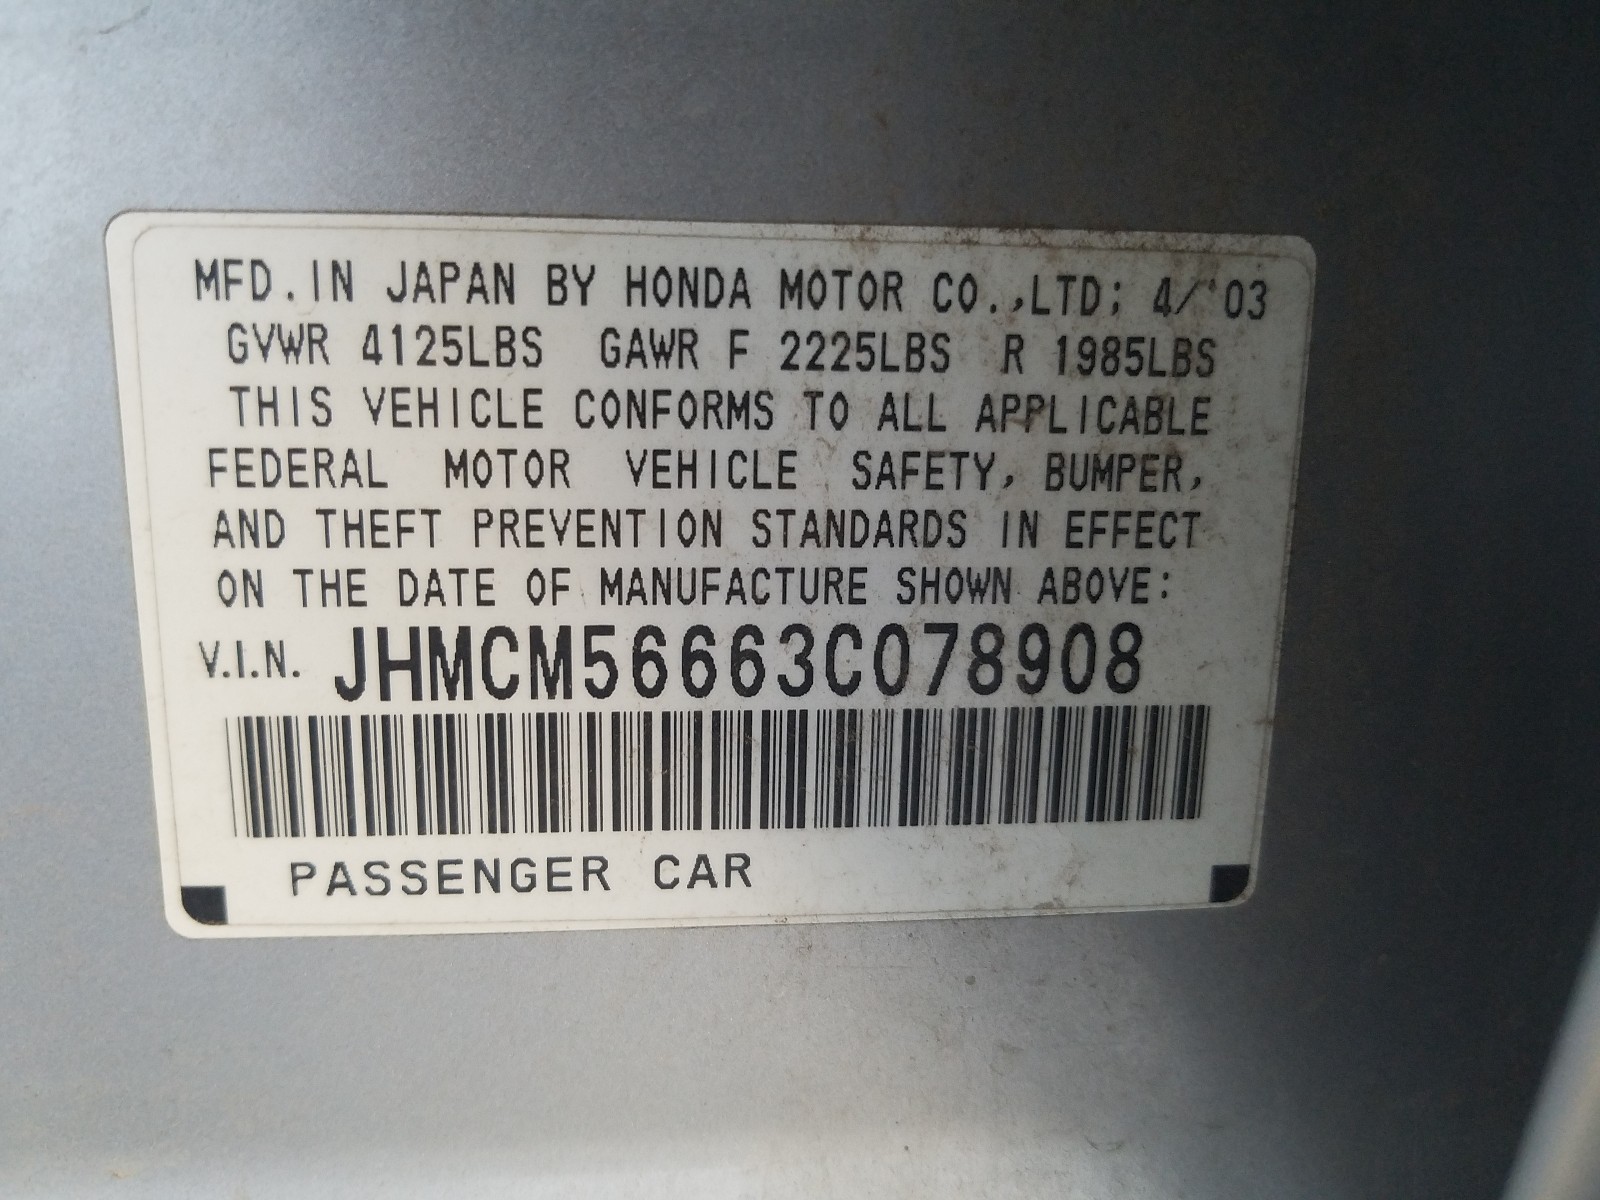 MFD. IN JAPAN BY HONDA MOTOR CO.,LTD; 4/'03
GVWR 4125LBS GAWR F 2225LBS R 1985LBS
THIS VEHICLE CONFORMS TO ALL APPLICABLE
FEDERAL MOTOR VEHICLE SAFETY, BUMPER,
AND THEFT PREVENTION STANDARDS IN EFFECT
ON THE DATE OF MANUFACTURE SHOWN ABOVE:
V.I.N. JHMCM56663C078908
PASSENGER CAR